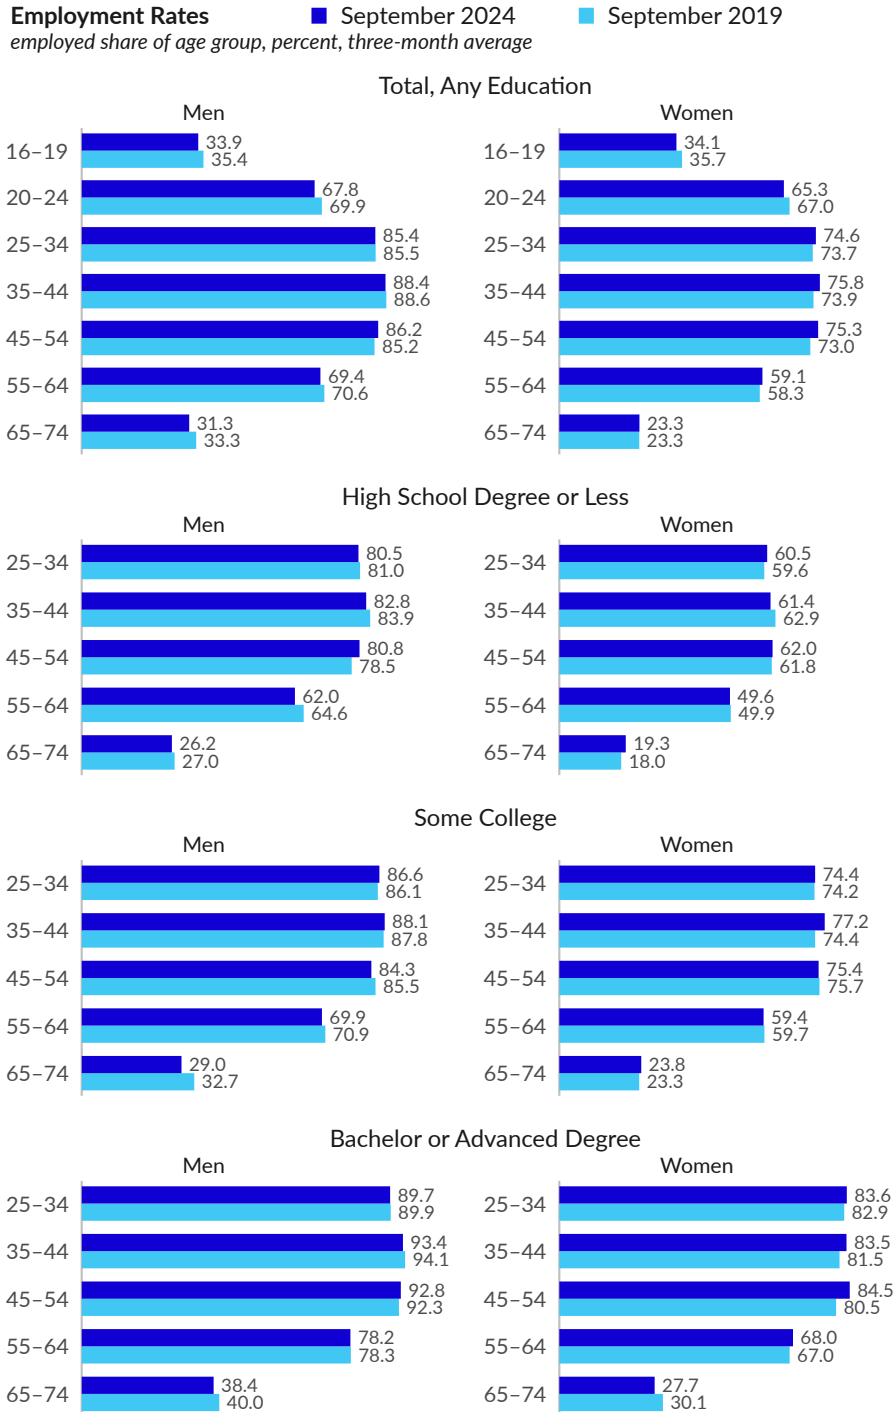 Employment Rates September 2024 September 2019
employed share of age group, percent, three-month average
Total, Any Education
Men Women
16–19 33.9 35.4 16–19 34.1 35.7
20–24 67.8 69.9 20–24 65.3 67.0
25–34 85.4 85.5 25–34 74.6 73.7
35–44 88.4 88.6 35–44 75.8 73.9
45–54 86.2 85.2 45–54 75.3 73.0
55–64 69.4 70.6 55–64 59.1 58.3
65–74 31.3 33.3 65–74 23.3 23.3
High School Degree or Less
Men Women
25–34 80.5 81.0 25–34 60.5 59.6
35–44 82.8 83.9 35–44 61.4 62.9
45–54 80.8 78.5 45–54 62.0 61.8
55–64 62.0 64.6 55–64 49.6 49.9
65–74 26.2 27.0 65–74 19.3 18.0
Some College
Men Women
25–34 86.6 86.1 25–34 74.4 74.2
35–44 88.1 87.8 35–44 77.2 74.4
45–54 84.3 85.5 45–54 75.4 75.7
55–64 69.9 70.9 55–64 59.4 59.7
65–74 29.0 32.7 65–74 23.8 23.3
Bachelor or Advanced Degree
Men Women
25–34 89.7 89.9 25–34 83.6 82.9
35–44 93.4 94.1 35–44 83.5 81.5
45–54 92.8 92.3 45–54 84.5 80.5
55–64 78.2 78.3 55–64 68.0 67.0
65–74 38.4 40.0 65–74 27.7 30.1